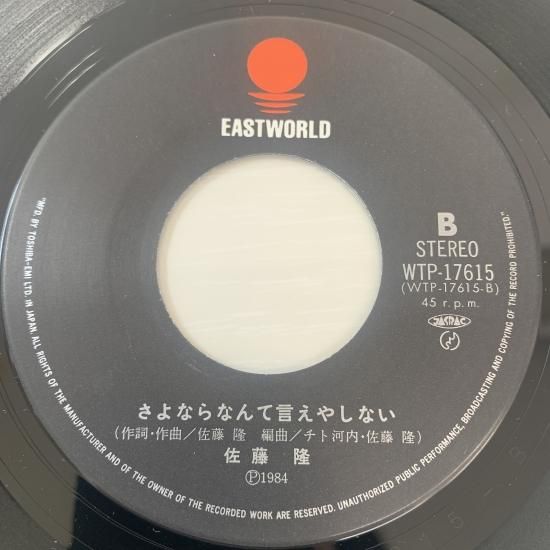 EASTWORLD
B
STEREO
WTP-17615
(WTP-17615-B)
45 r.p.m.
JASRAC
さよならなんて言えやしない
(作詞・作曲/佐藤 隆 編曲/チト河内・佐藤 隆)
佐藤 隆
Ⓟ1984
"MFD. BY TOSHIBA-EMI LTD. IN JAPAN. ALL RIGHTS OF THE MANUFACTURER AND OF THE OWNER OF THE RECORDED WORK ARE RESERVED. UNAUTHORIZED PUBLIC PERFORMANCE, BROADCASTING AND COPYING OF THE RECORD PROHIBITED."